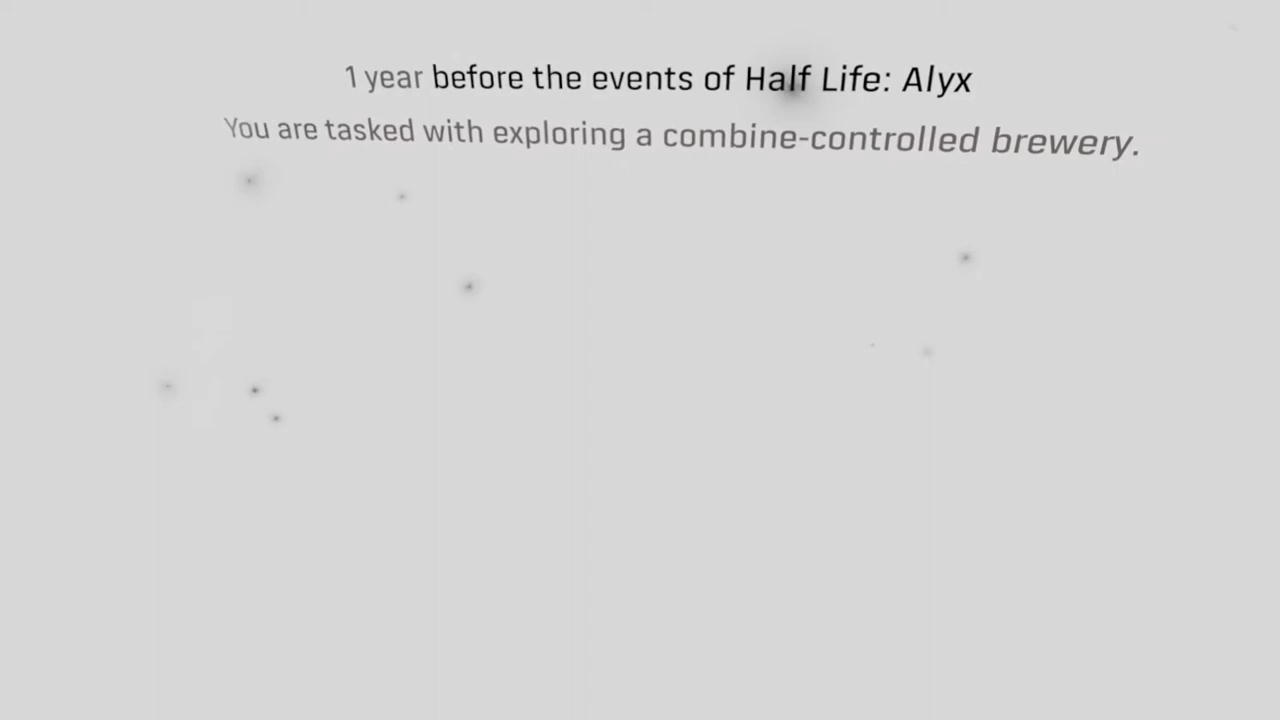 1 year before the events of Half Life: Alyx
You are tasked with exploring a combine-controlled brewery.